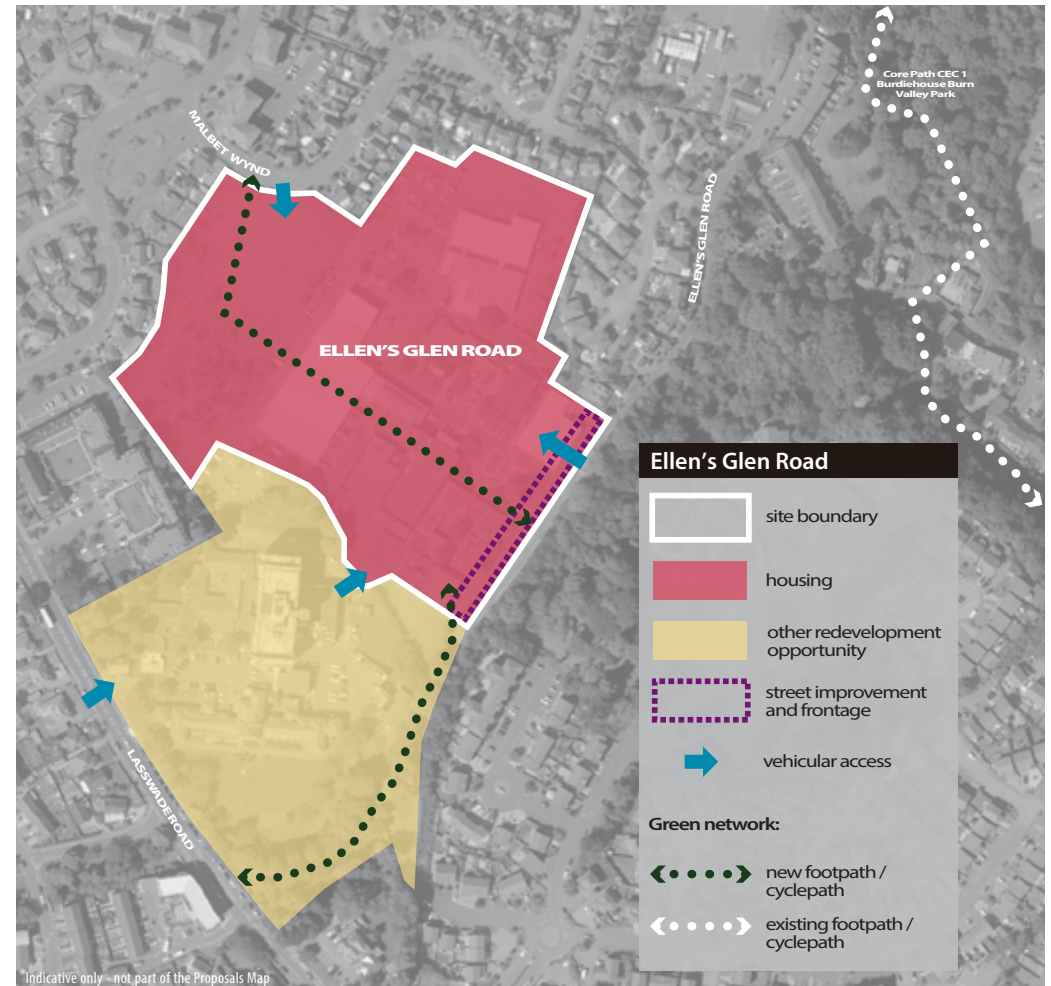 Core Path CEC 1
Burdiehouse Burn
Valley Park
MALBET WYND
ELLEN'S GLEN ROAD
ELLEN'S GLEN ROAD
LASSWADE ROAD
Ellen's Glen Road
site boundary
housing
other redevelopment
opportunity
street improvement
and frontage
vehicular access
Green network:
new footpath /
cyclepath
existing footpath /
cyclepath
Indicative only - not part of the Proposals Map